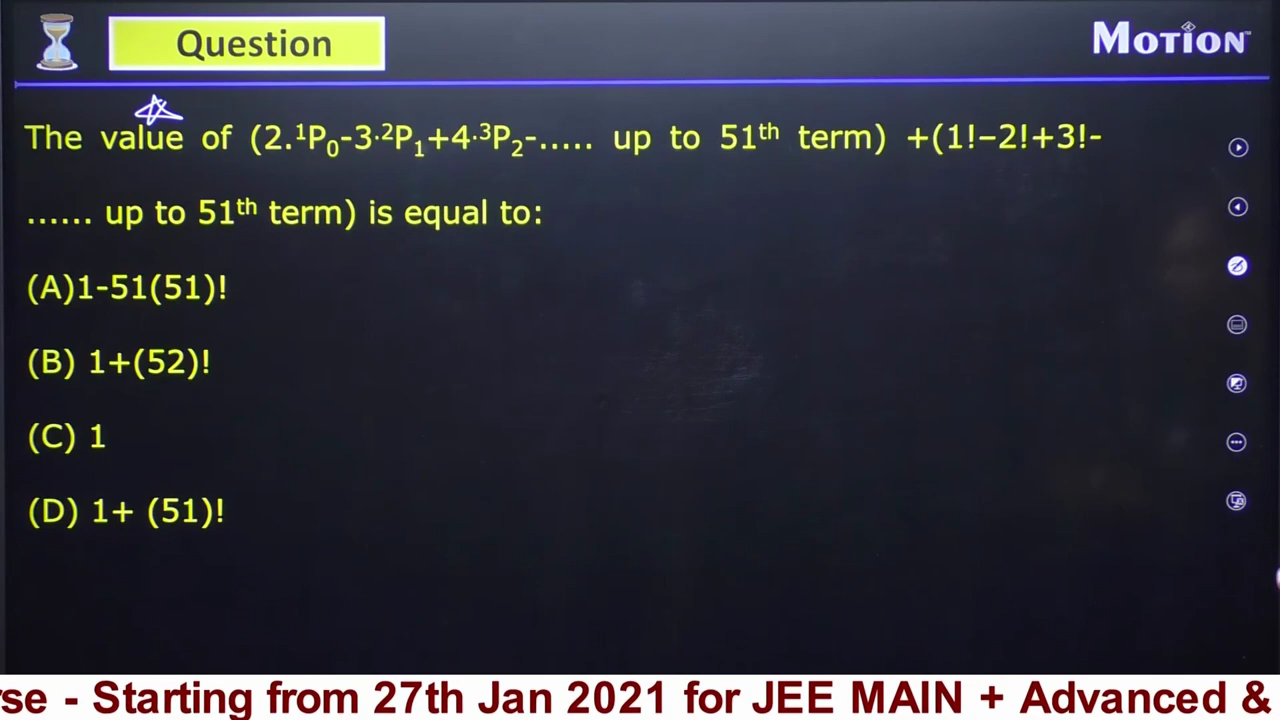 Question
MOTION™
The value of (2.¹P₀-3.²P₁+4.³P₂-..... up to 51ᵗʰ term) +(1!–2!+3!-
...... up to 51ᵗʰ term) is equal to:
(A)1-51(51)!
(B) 1+(52)!
(C) 1
(D) 1+ (51)!
rse - Starting from 27th Jan 2021 for JEE MAIN + Advanced &